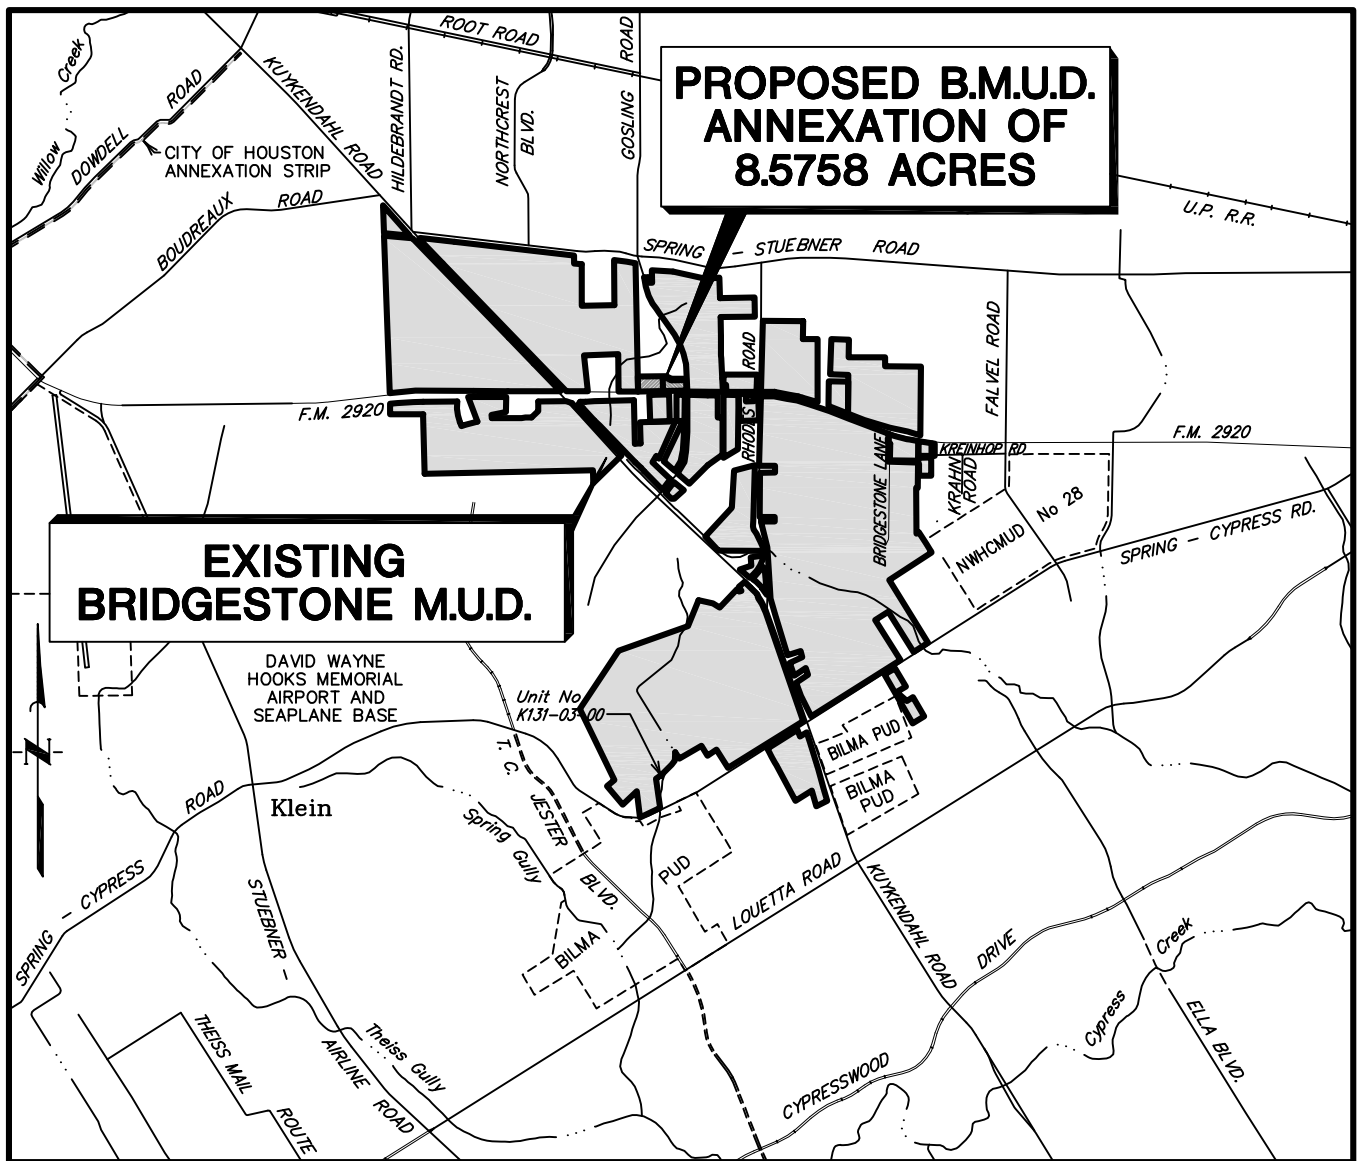 ROOT ROAD
Willow Creek
DOWDELL ROAD
KUYKENDAHL ROAD
HILDEBRANDT RD.
NORTHCREST
BLVD.
GOSLING ROAD
PROPOSED B.M.U.D.
ANNEXATION OF
8.5758 ACRES
CITY OF HOUSTON
ANNEXATION STRIP
BOUDREAUX ROAD
U.P. R.R.
SPRING - STUEBNER ROAD
FALVEL ROAD
RHODES ROAD
F.M. 2920
F.M. 2920
BRIDGESTONE LANE
KREINHOP RD
KRAHN
ROAD
NWHCMUD No 28
SPRING - CYPRESS RD.
EXISTING
BRIDGESTONE M.U.D.
DAVID WAYNE
HOOKS MEMORIAL
AIRPORT AND
SEAPLANE BASE
Unit No
K131-03-00
N
T. C. JESTER BLVD.
BILMA PUD
BILMA
PUD
Klein
Spring Gully
SPRING - CYPRESS ROAD
PUD
BILMA
LOUETTA ROAD
KUYKENDAHL ROAD
STUEBNER - AIRLINE ROAD
Theiss Gully
THEISS MAIL ROUTE
CYPRESSWOOD DRIVE
Cypress Creek
ELLA BLVD.